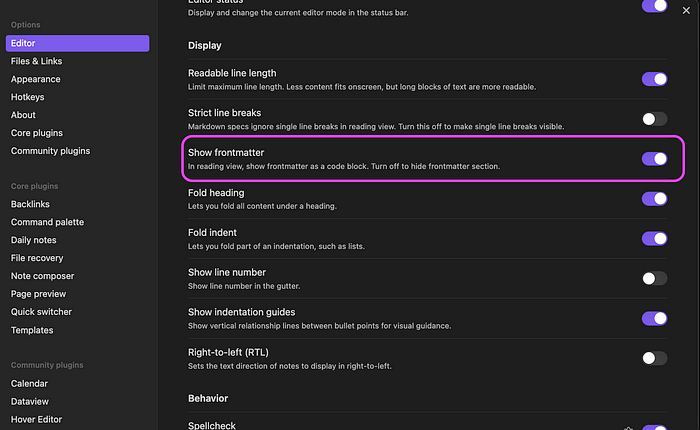 Options
Editor
Files & Links
Appearance
Hotkeys
About
Core plugins
Community plugins
Core plugins
Backlinks
Command palette
Daily notes
File recovery
Note composer
Page preview
Quick switcher
Templates
Community plugins
Calendar
Dataview
Hover Editor
Editor status
Display and change the current editor mode in the status bar.
Display
Readable line length
Limit maximum line length. Less content fits onscreen, but long blocks of text are more readable.
Strict line breaks
Markdown specs ignore single line breaks in reading view. Turn this off to make single line breaks visible.
Show frontmatter
In reading view, show frontmatter as a code block. Turn off to hide frontmatter section.
Fold heading
Lets you fold all content under a heading.
Fold indent
Lets you fold part of an indentation, such as lists.
Show line number
Show line number in the gutter.
Show indentation guides
Show vertical relationship lines between bullet points for visual guidance.
Right-to-left (RTL)
Sets the text direction of notes to display in right-to-left.
Behavior
Spellcheck